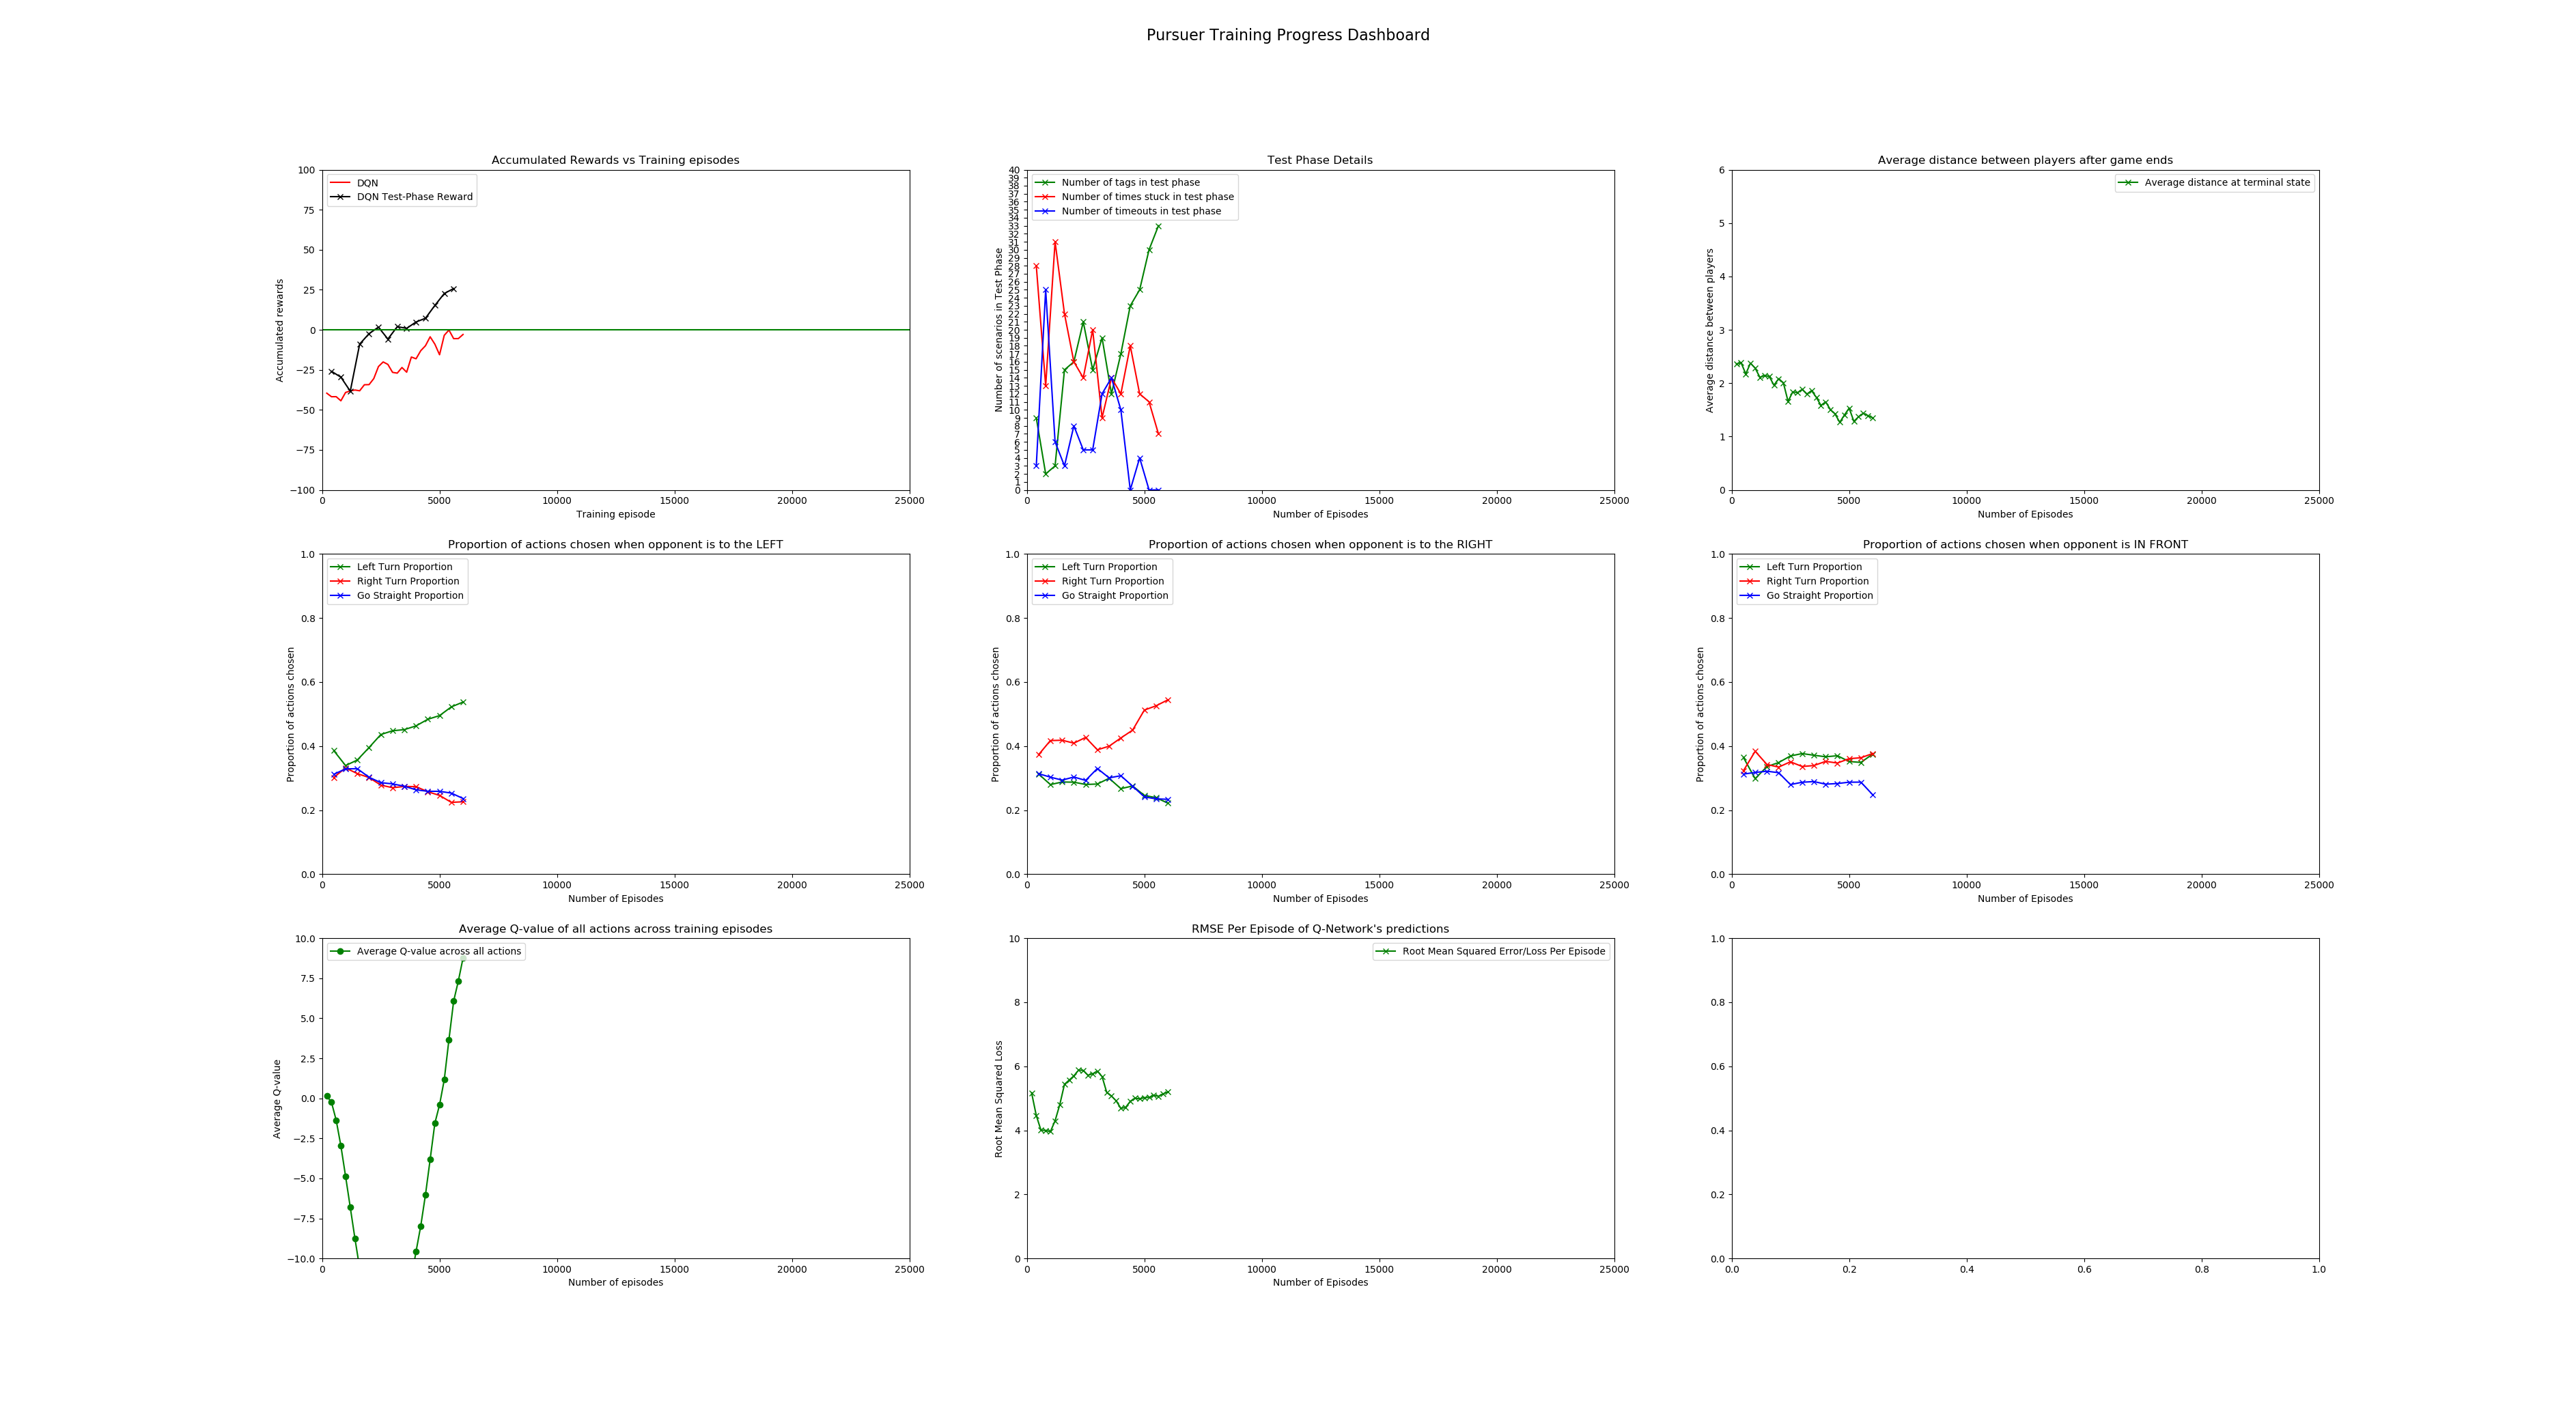 Pursuer Training Progress Dashboard
Accumulated Rewards vs Training episodes
DQN
DQN Test-Phase Reward
100
75
50
25
0
−25
−50
−75
−100
Accumulated rewards
0 5000 10000 15000 20000 25000
Training episode
Test Phase Details
Number of tags in test phase
Number of times stuck in test phase
Number of timeouts in test phase
40
39
38
37
36
35
34
33
32
31
30
29
28
27
26
25
24
23
22
21
20
19
18
17
16
15
14
13
12
11
10
9
8
7
6
5
4
3
2
1
0
Number of scenarios in Test Phase
0 5000 10000 15000 20000 25000
Number of Episodes
Average distance between players after game ends
Average distance at terminal state
6
5
4
3
2
1
0
Average distance between players
0 5000 10000 15000 20000 25000
Number of Episodes
Proportion of actions chosen when opponent is to the LEFT
Left Turn Proportion
Right Turn Proportion
Go Straight Proportion
1.0
0.8
0.6
0.4
0.2
0.0
Proportion of actions chosen
0 5000 10000 15000 20000 25000
Number of Episodes
Proportion of actions chosen when opponent is to the RIGHT
Left Turn Proportion
Right Turn Proportion
Go Straight Proportion
1.0
0.8
0.6
0.4
0.2
0.0
Proportion of actions chosen
0 5000 10000 15000 20000 25000
Number of Episodes
Proportion of actions chosen when opponent is IN FRONT
Left Turn Proportion
Right Turn Proportion
Go Straight Proportion
1.0
0.8
0.6
0.4
0.2
0.0
Proportion of actions chosen
0 5000 10000 15000 20000 25000
Number of Episodes
Average Q-value of all actions across training episodes
Average Q-value across all actions
10.0
7.5
5.0
2.5
0.0
−2.5
−5.0
−7.5
−10.0
Average Q-value
0 5000 10000 15000 20000 25000
Number of episodes
RMSE Per Episode of Q-Network's predictions
Root Mean Squared Error/Loss Per Episode
10
8
6
4
2
0
Root Mean Squared Loss
0 5000 10000 15000 20000 25000
Number of Episodes
1.0
0.8
0.6
0.4
0.2
0.0
0.0 0.2 0.4 0.6 0.8 1.0